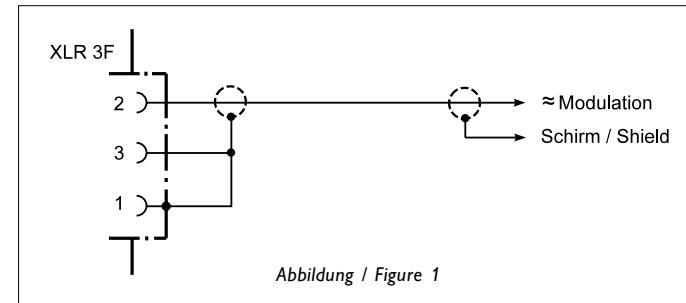 XLR 3F
2
≈ Modulation
Schirm / Shield
3
1
Abbildung / Figure 1